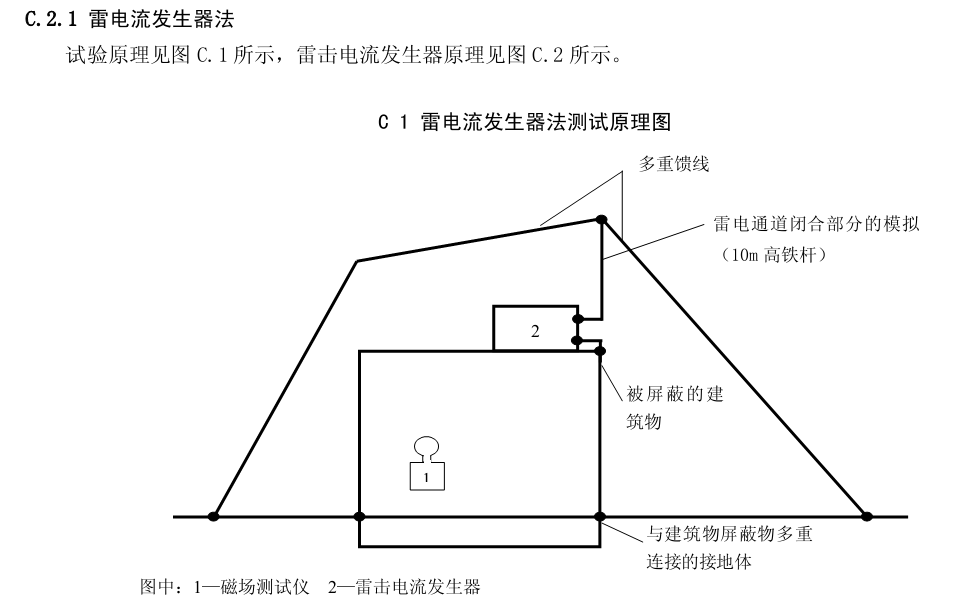 C.2.1 雷电流发生器法
试验原理见图 C.1 所示，雷击电流发生器原理见图 C.2 所示。
C 1 雷电流发生器法测试原理图
多重馈线
雷电通道闭合部分的模拟
（10m 高铁杆）
2
被屏蔽的建
筑物
1
与建筑物屏蔽物多重
连接的接地体
图中：1—磁场测试仪 2—雷击电流发生器